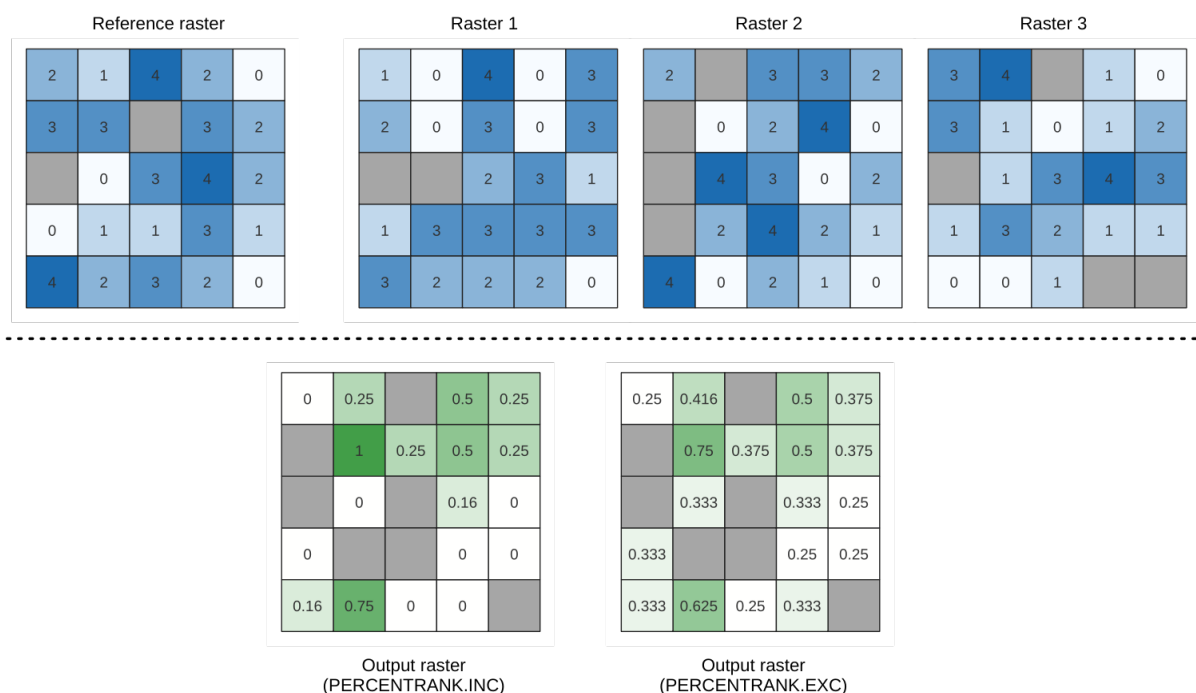 Reference raster Raster 1 Raster 2 Raster 3
2 1 4 2 0 1 0 4 0 3 2 3 3 2 3 4 1 0
3 3 3 2 2 0 3 0 3 0 2 4 0 3 1 0 1 2
0 3 4 2 2 3 1 4 3 0 2 1 3 4 3
0 1 1 3 1 1 3 3 3 3 2 4 2 1 1 3 2 1 1
4 2 3 2 0 3 2 2 2 0 4 0 2 1 0 0 0 1
0 0.25 0.5 0.25 0.25 0.416 0.5 0.375
1 0.25 0.5 0.25 0.75 0.375 0.5 0.375
0 0.16 0 0.333 0.333 0.25
0 0 0 0.333 0.25 0.25
0.16 0.75 0 0 0.333 0.625 0.25 0.333
Output raster Output raster
(PERCENTRANK.INC) (PERCENTRANK.EXC)